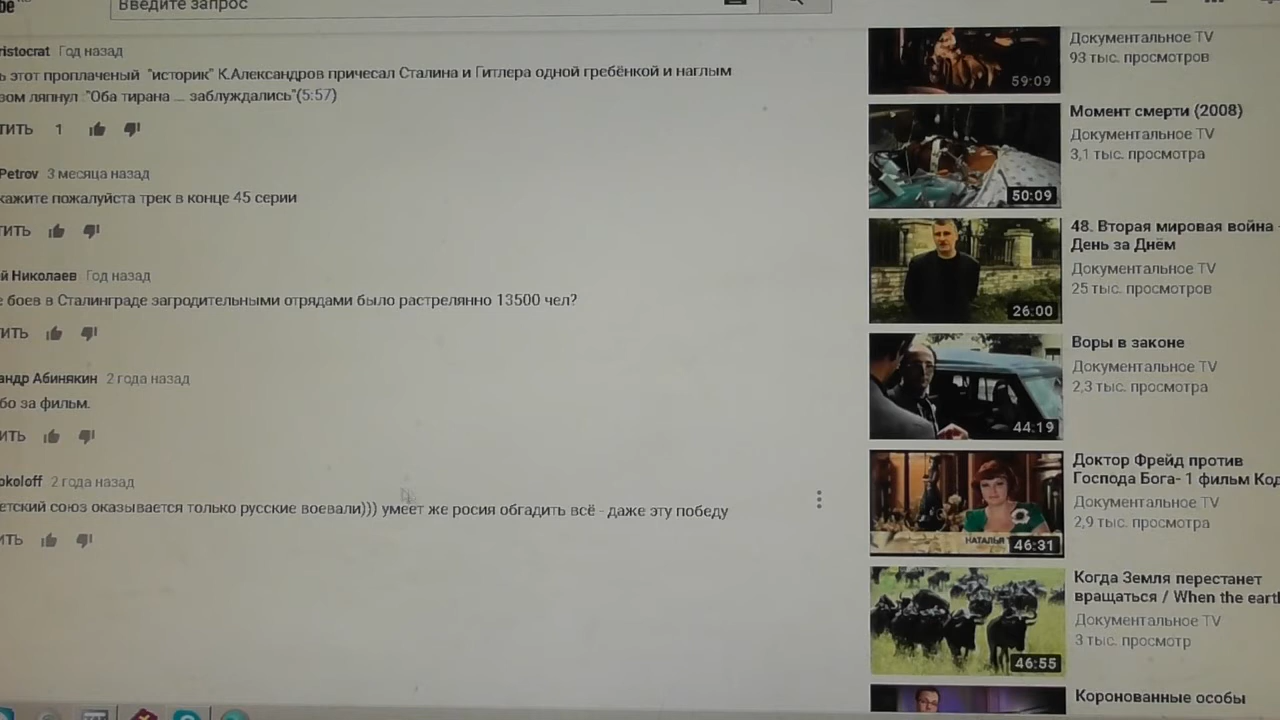 be
Введите запрос
ristocrat Год назад
ь этот проплаченый "историк" К.Александров причесал Сталина и Гитлера одной гребёнкой и наглым
зом ляпнул :"Оба тирана ... заблуждались"(5:57)
ТИТЬ 1
Petrov 3 месяца назад
кажите пожалуйста трек в конце 45 серии
ТИТЬ
й Николаев Год назад
е боев в Сталинграде загродительными отрядами было растрелянно 13500 чел?
ТИТЬ
андр Абинякин 2 года назад
бо за фильм.
ИТЬ
okoloff 2 года назад
етский союз оказывается только русские воевали))) умеет же росия обгадить всё - даже эту победу
ИТЬ
Документальное TV
93 тыс. просмотров
59:09
Момент смерти (2008)
Документальное TV
3,1 тыс. просмотра
50:09
48. Вторая мировая война -
День за Днём
Документальное TV
25 тыс. просмотров
26:00
Воры в законе
Документальное TV
2,3 тыс. просмотра
44:19
Доктор Фрейд против
Господа Бога- 1 фильм Код
Документальное TV
2,9 тыс. просмотра
НАТАЛЬЯ
46:31
Когда Земля перестанет
вращаться / When the earth
Документальное TV
3 тыс. просмотр
46:55
Коронованные особы